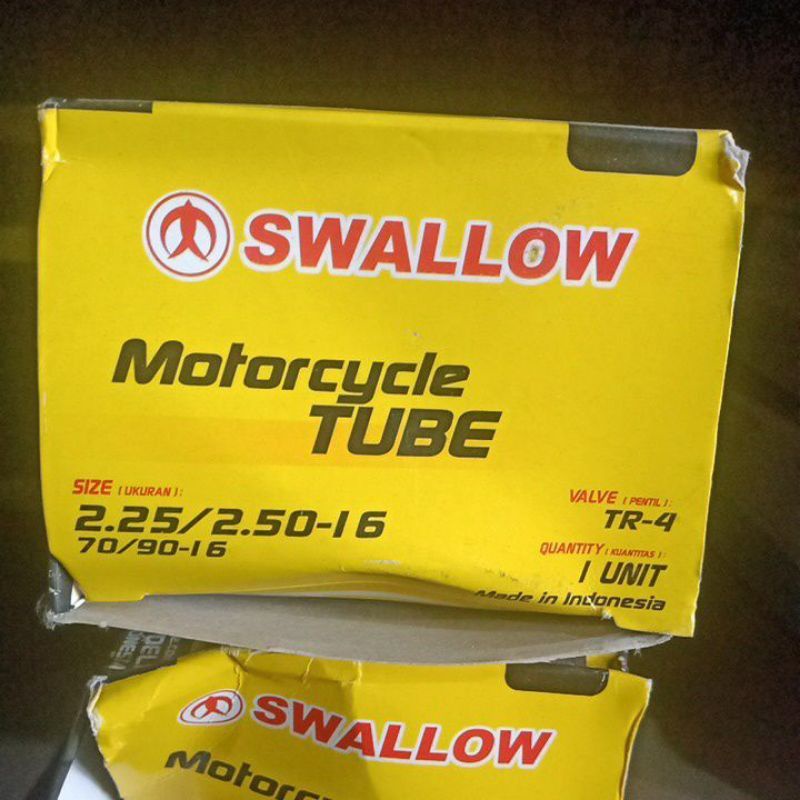 SWALLOW
Motorcycle
TUBE
SIZE (UKURAN):
2.25/2.50-16
70/90-16
VALVE (PENTIL):
TR-4
QUANTITY (KUANTITAS):
1 UNIT
Made in Indonesia
SWALLOW
Motorcycle